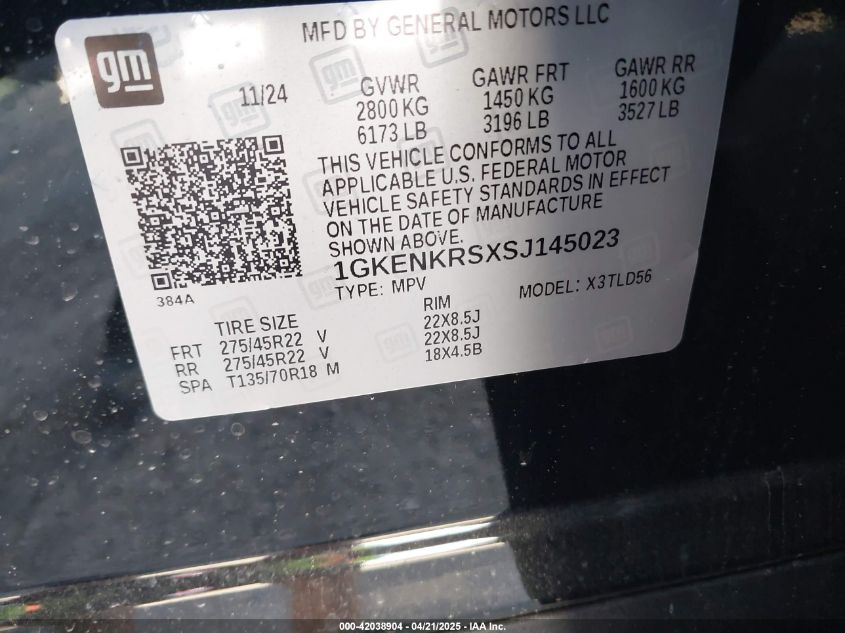 MFD BY GENERAL MOTORS LLC
gm
11/24
GVWR
2800 KG
6173 LB
GAWR FRT
1450 KG
3196 LB
GAWR RR
1600 KG
3527 LB
THIS VEHICLE CONFORMS TO ALL
APPLICABLE U.S. FEDERAL MOTOR
VEHICLE SAFETY STANDARDS IN EFFECT
ON THE DATE OF MANUFACTURE
SHOWN ABOVE.
1GKENKRSXSJ145023
384A
TYPE: MPV MODEL: X3TLD56
TIRE SIZE RIM
FRT 275/45R22 V 22X8.5J
RR 275/45R22 V 22X8.5J
SPA T135/70R18 M 18X4.5B
000-42038904 - 04/21/2025 - IAA Inc.